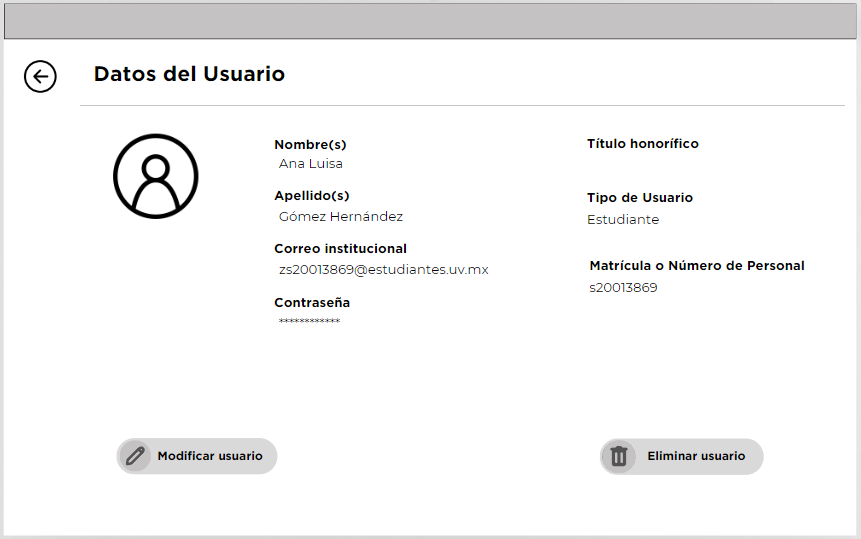 Datos del Usuario
Nombre(s)
Ana Luisa
Apellido(s)
Gómez Hernández
Correo institucional
zs20013869@estudiantes.uv.mx
Contraseña
************
Título honorífico
Tipo de Usuario
Estudiante
Matrícula o Número de Personal
s20013869
Modificar usuario
Eliminar usuario